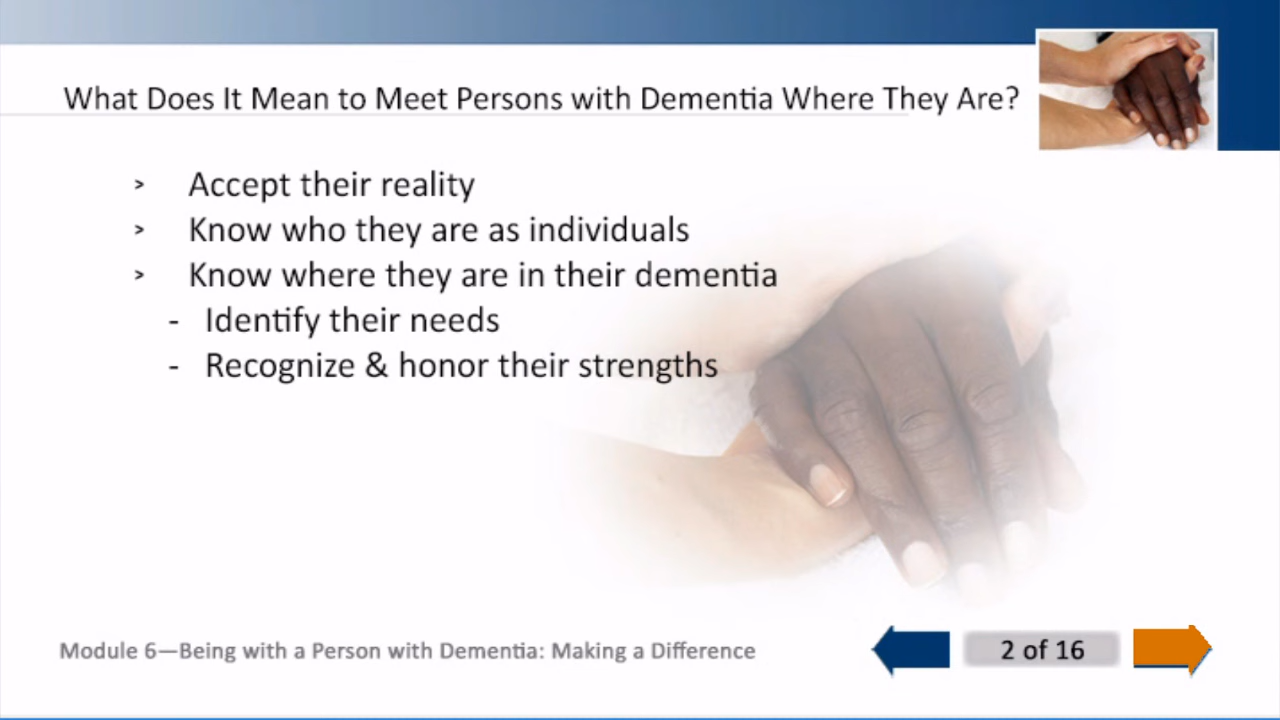 What Does It Mean to Meet Persons with Dementia Where They Are?
> Accept their reality
> Know who they are as individuals
> Know where they are in their dementia
- Identify their needs
- Recognize & honor their strengths
Module 6—Being with a Person with Dementia: Making a Difference
2 of 16